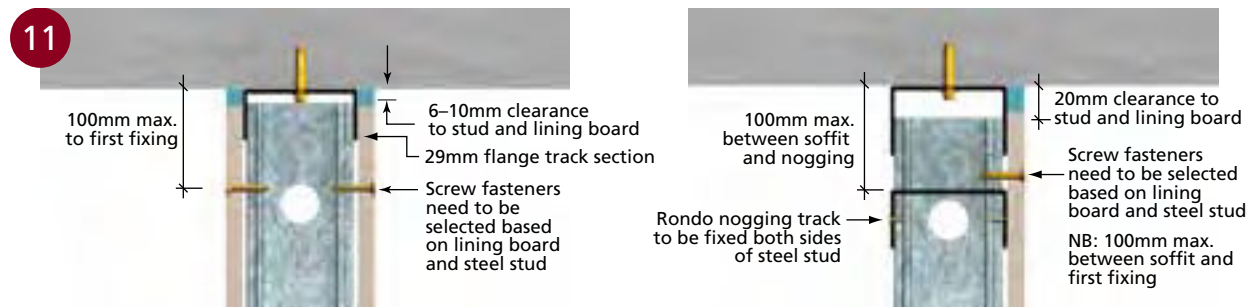 11
100mm max.
to first fixing
6–10mm clearance
to stud and lining board
29mm flange track section
Screw fasteners
need to be
selected based
on lining board
and steel stud
100mm max.
between soffit
and nogging
Rondo nogging track
to be fixed both sides
of steel stud
20mm clearance to
stud and lining board
Screw fasteners
need to be selected
based on lining
board and steel stud
NB: 100mm max.
between soffit and
first fixing